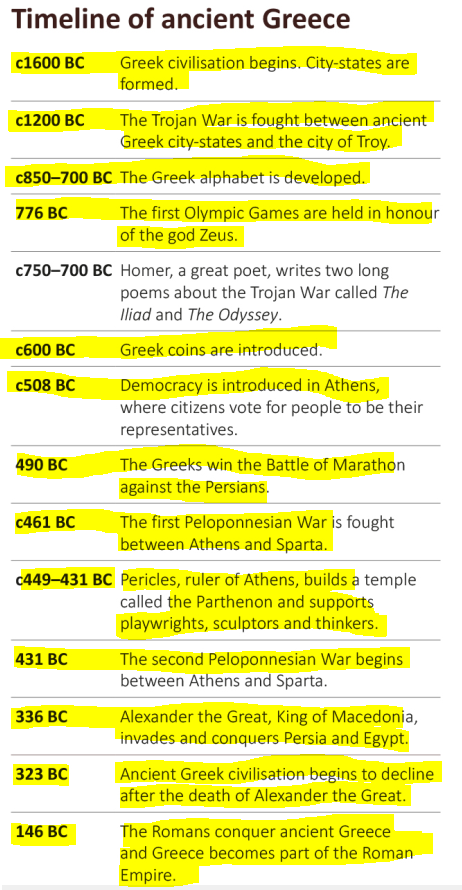 Timeline of ancient Greece
c1600 BC Greek civilisation begins. City-states are
formed.
c1200 BC The Trojan War is fought between ancient
Greek city-states and the city of Troy.
c850–700 BC The Greek alphabet is developed.
776 BC The first Olympic Games are held in honour
of the god Zeus.
c750–700 BC Homer, a great poet, writes two long
poems about the Trojan War called The
Iliad and The Odyssey.
c600 BC Greek coins are introduced.
c508 BC Democracy is introduced in Athens,
where citizens vote for people to be their
representatives.
490 BC The Greeks win the Battle of Marathon
against the Persians.
c461 BC The first Peloponnesian War is fought
between Athens and Sparta.
c449–431 BC Pericles, ruler of Athens, builds a temple
called the Parthenon and supports
playwrights, sculptors and thinkers.
431 BC The second Peloponnesian War begins
between Athens and Sparta.
336 BC Alexander the Great, King of Macedonia,
invades and conquers Persia and Egypt.
323 BC Ancient Greek civilisation begins to decline
after the death of Alexander the Great.
146 BC The Romans conquer ancient Greece
and Greece becomes part of the Roman
Empire.